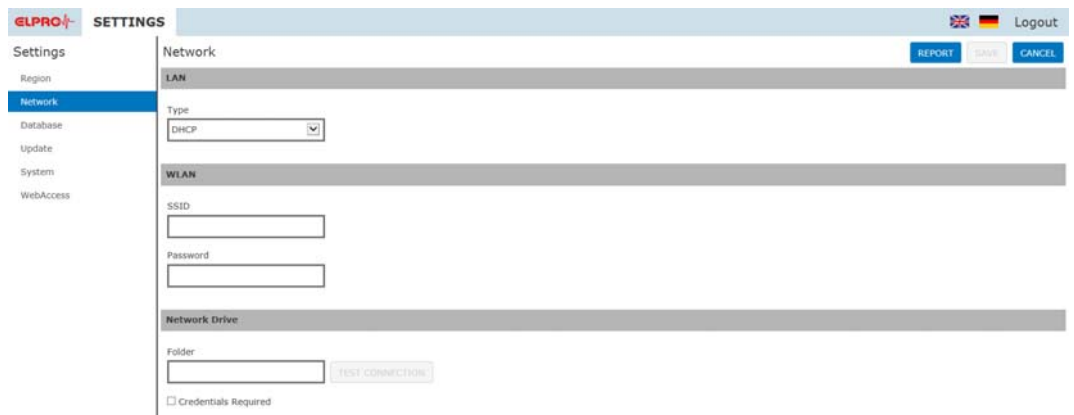 ELPRO SETTINGS Logout
Settings
Region
Network
Database
Update
System
WebAccess
Network
REPORT SAVE CANCEL
LAN
Type
DHCP
WLAN
SSID
Password
Network Drive
Folder
TEST CONNECTION
Credentials Required